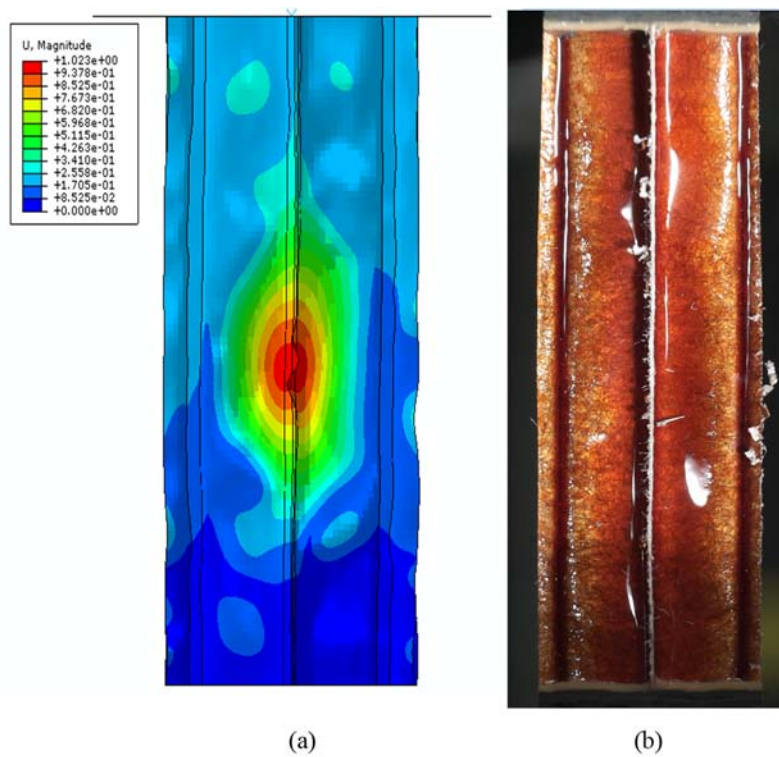 U, Magnitude
+1.023e+00
+9.378e-01
+8.525e-01
+7.673e-01
+6.820e-01
+5.968e-01
+5.115e-01
+4.263e-01
+3.410e-01
+2.558e-01
+1.705e-01
+8.525e-02
+0.000e+00
Y
(a)
(b)